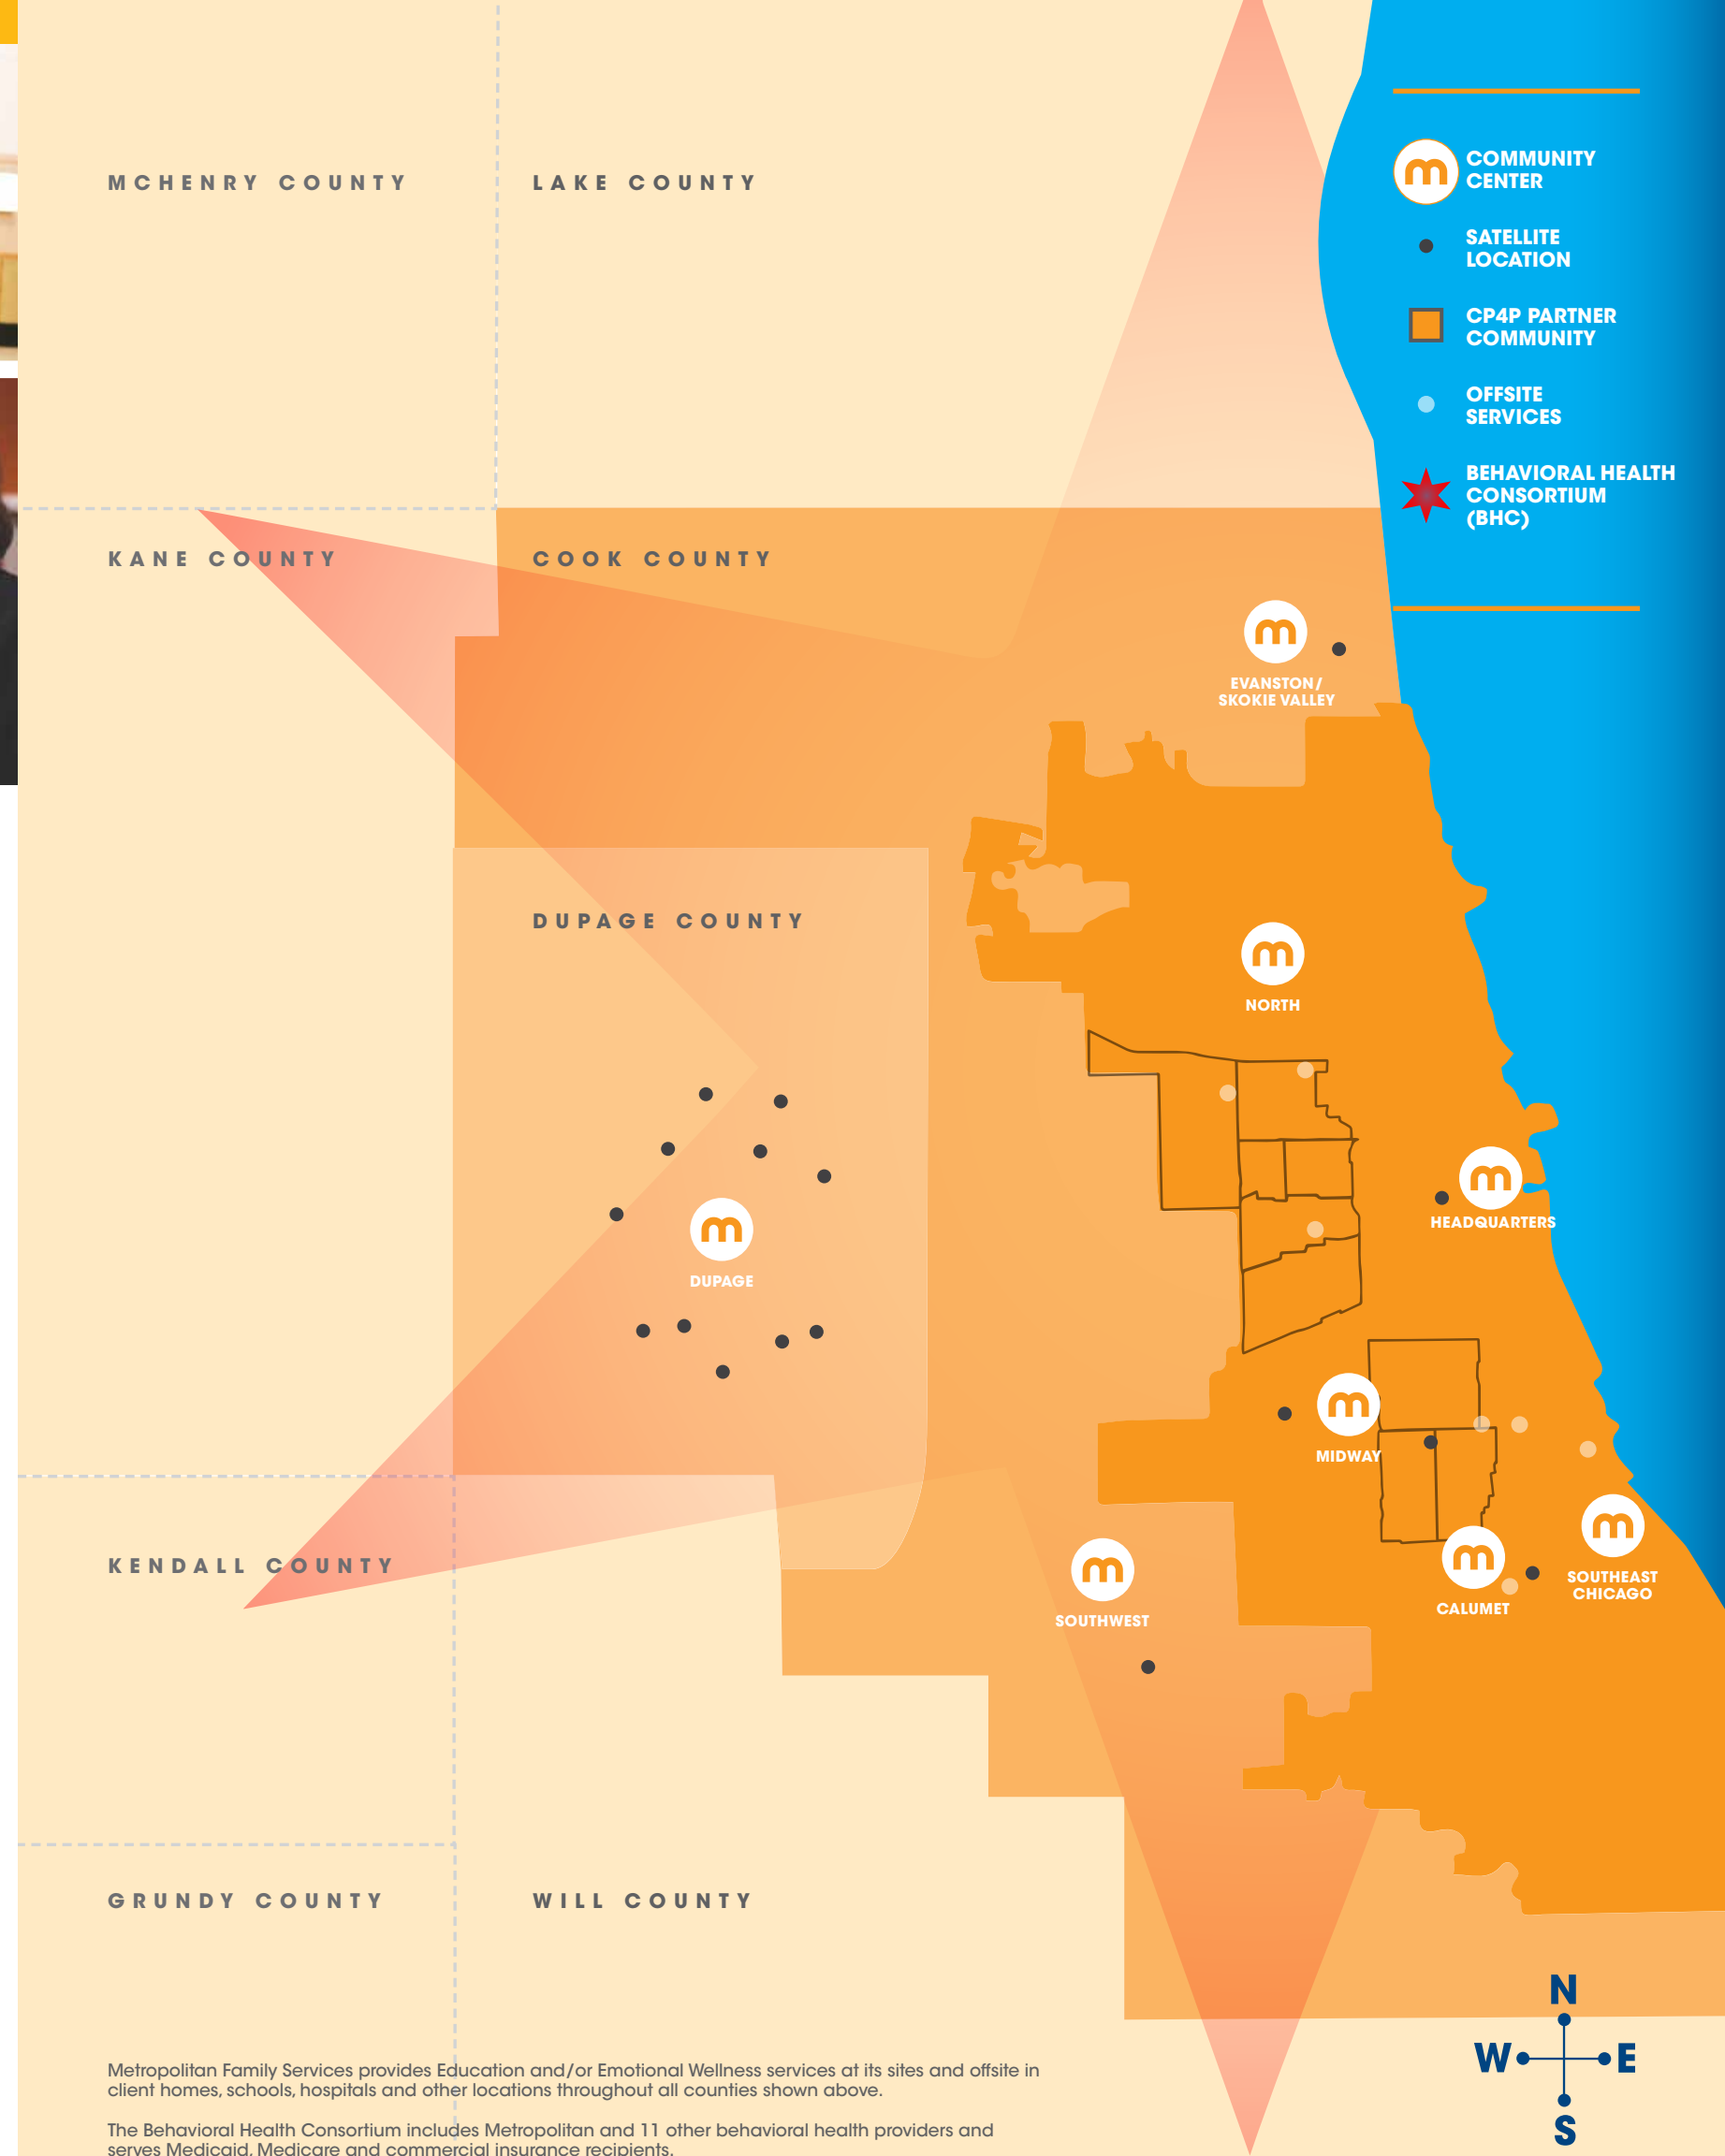 MCHENRY COUNTY
LAKE COUNTY
COMMUNITY
CENTER
SATELLITE
LOCATION
CP4P PARTNER
COMMUNITY
OFFSITE
SERVICES
BEHAVIORAL HEALTH
CONSORTIUM
(BHC)
KANE COUNTY
COOK COUNTY
EVANSTON/
SKOKIE VALLEY
DUPAGE COUNTY
NORTH
HEADQUARTERS
DUPAGE
MIDWAY
KENDALL COUNTY
SOUTHWEST
CALUMET
SOUTHEAST
CHICAGO
GRUNDY COUNTY
WILL COUNTY
N
W E
S
Metropolitan Family Services provides Education and/or Emotional Wellness services at its sites and offsite in
client homes, schools, hospitals and other locations throughout all counties shown above.
The Behavioral Health Consortium includes Metropolitan and 11 other behavioral health providers and
serves Medicaid, Medicare and commercial insurance recipients.